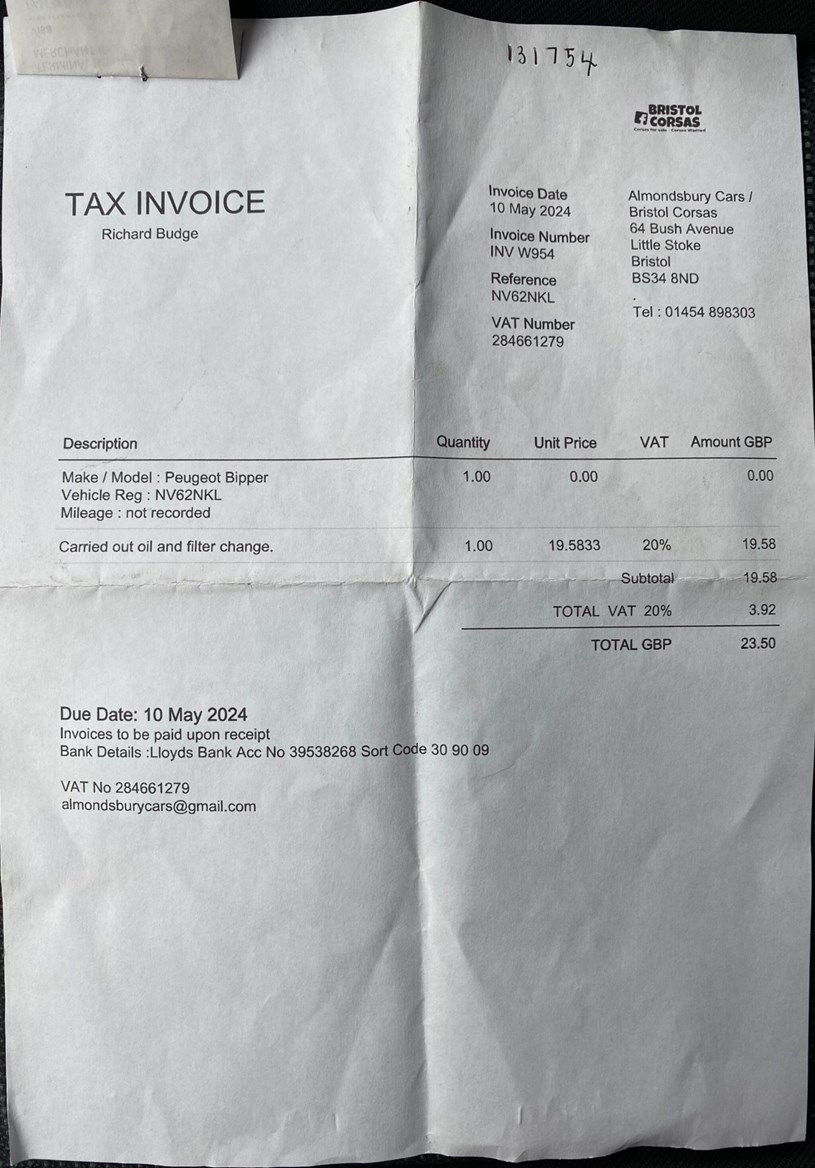 131754
BRISTOL
CORSAS
Corsas for sale Corsas Wanted
TAX INVOICE
Richard Budge
Invoice Date
10 May 2024
Invoice Number
INV W954
Reference
NV62NKL
VAT Number
284661279
Almondsbury Cars /
Bristol Corsas
64 Bush Avenue
Little Stoke
Bristol
BS34 8ND
.
Tel : 01454 898303
Description Quantity Unit Price VAT Amount GBP
Make / Model : Peugeot Bipper 1.00 0.00 0.00
Vehicle Reg : NV62NKL
Mileage : not recorded
Carried out oil and filter change. 1.00 19.5833 20% 19.58
Subtotal 19.58
TOTAL VAT 20% 3.92
TOTAL GBP 23.50
Due Date: 10 May 2024
Invoices to be paid upon receipt
Bank Details :Lloyds Bank Acc No 39538268 Sort Code 30 90 09
VAT No 284661279
almondsburycars@gmail.com